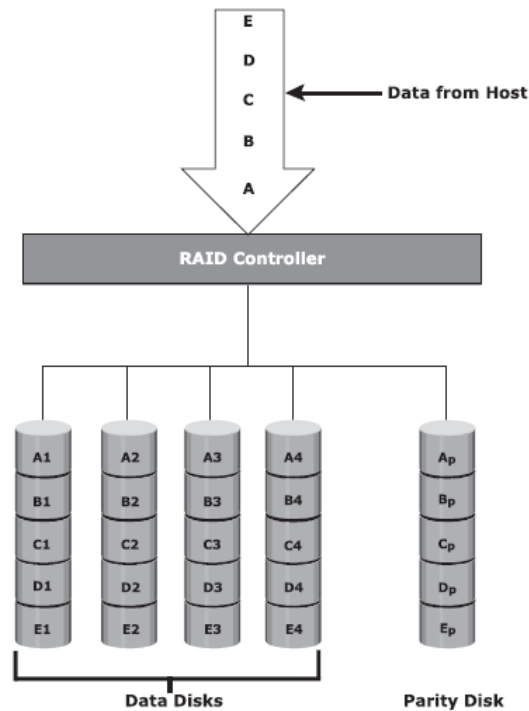 E
D
C
B
A
Data from Host
RAID Controller
A1 A2 A3 A4 Ap
B1 B2 B3 B4 Bp
C1 C2 C3 C4 Cp
D1 D2 D3 D4 Dp
E1 E2 E3 E4 Ep
Data Disks Parity Disk